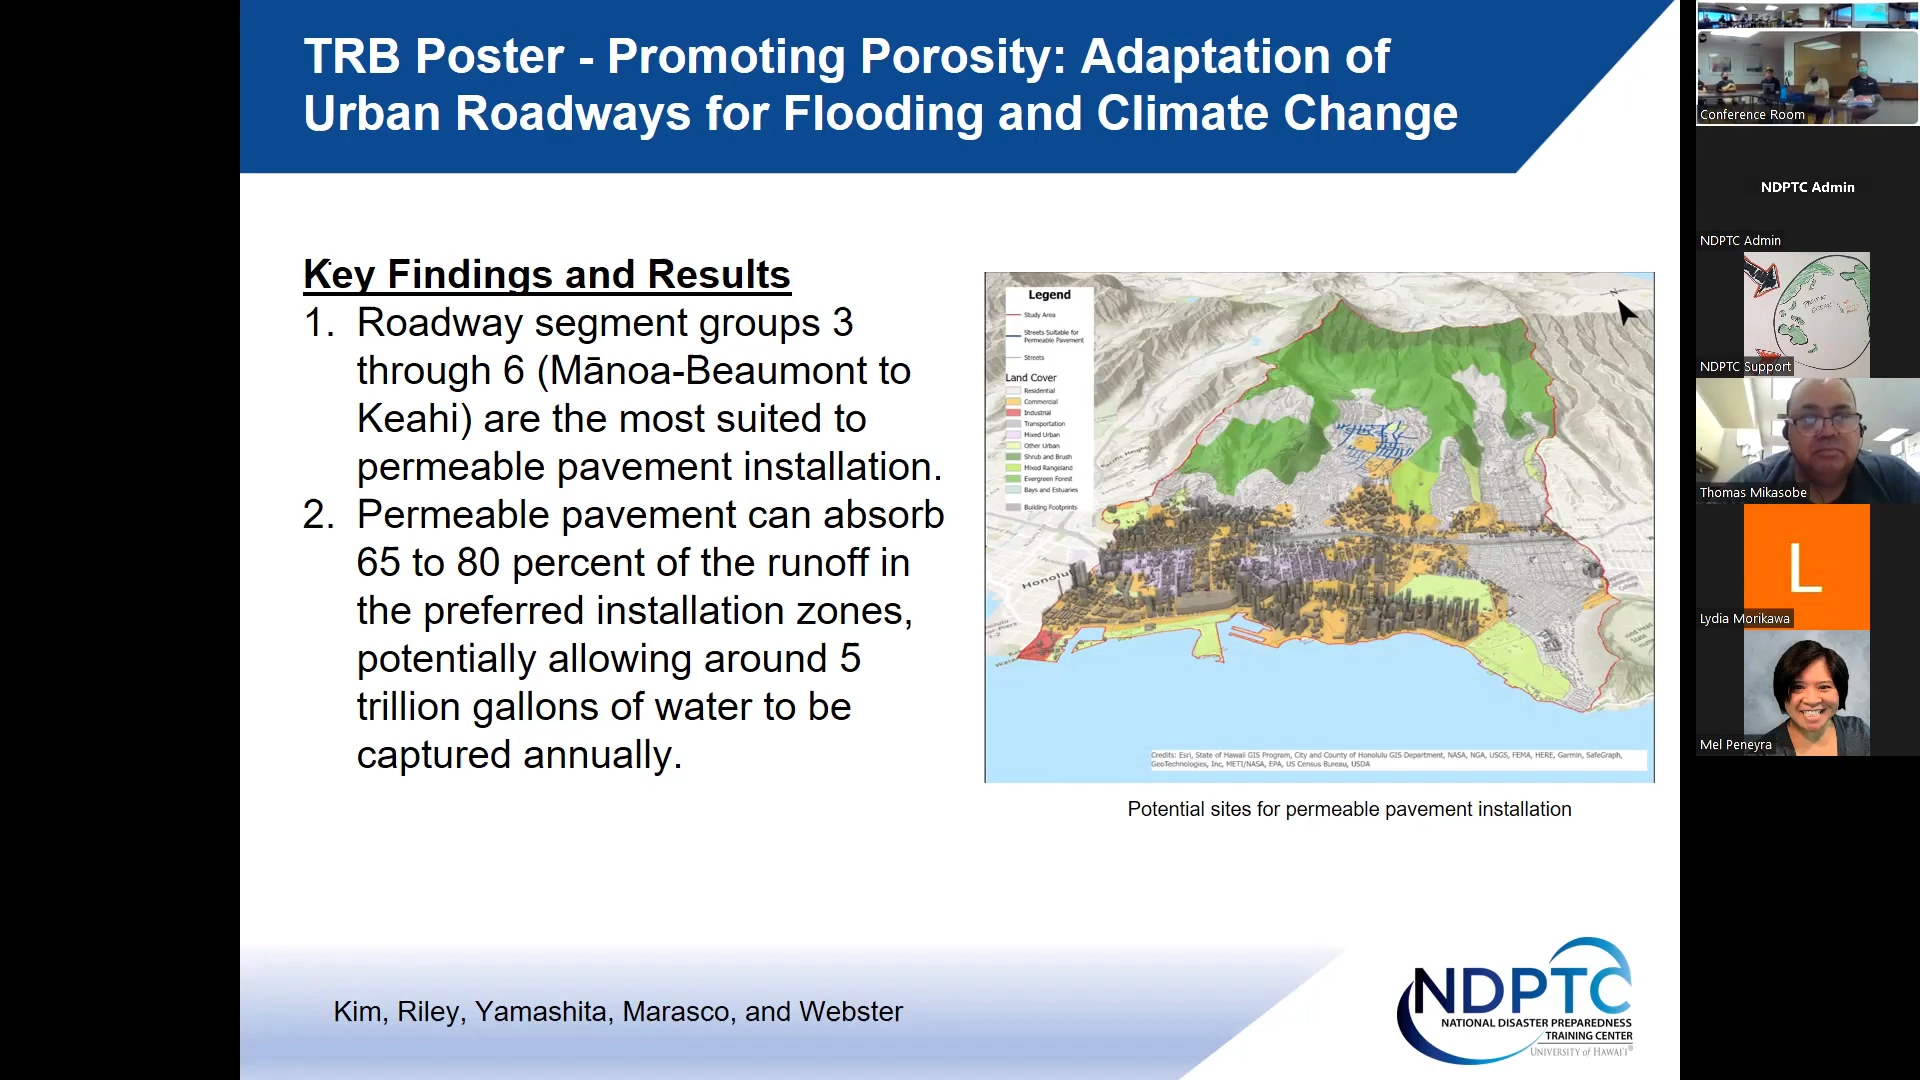 TRB Poster - Promoting Porosity: Adaptation of
Urban Roadways for Flooding and Climate Change
Key Findings and Results
1. Roadway segment groups 3
through 6 (Mānoa-Beaumont to
Keahi) are the most suited to
permeable pavement installation.
2. Permeable pavement can absorb
65 to 80 percent of the runoff in
the preferred installation zones,
potentially allowing around 5
trillion gallons of water to be
captured annually.
Legend
Study Area
Streets Suitable for
Permeable Pavement
Streets
Land Cover
Residential
Commercial
Industrial
Transportation
Mixed Urban
Other Urban
Shrub and Brush
Mixed Rangeland
Evergreen Forest
Bays and Estuaries
Building Footprints
Pacific Heights
Honolu
Credits: Esri, State of Hawaii GIS Program, City and County of Honolulu GIS Department, NASA, NGA, USGS, FEMA, HERE, Garmin, SafeGraph,
GeoTechnologies, Inc, METI/NASA, EPA, US Census Bureau, USDA
Potential sites for permeable pavement installation
Kim, Riley, Yamashita, Marasco, and Webster
NDPTC
NATIONAL DISASTER PREPAREDNESS
TRAINING CENTER
UNIVERSITY of HAWAI'I®
Conference Room
NDPTC Admin
NDPTC Admin
NDPTC Support
Thomas Mikasobe
L
Lydia Morikawa
Mel Peneyra